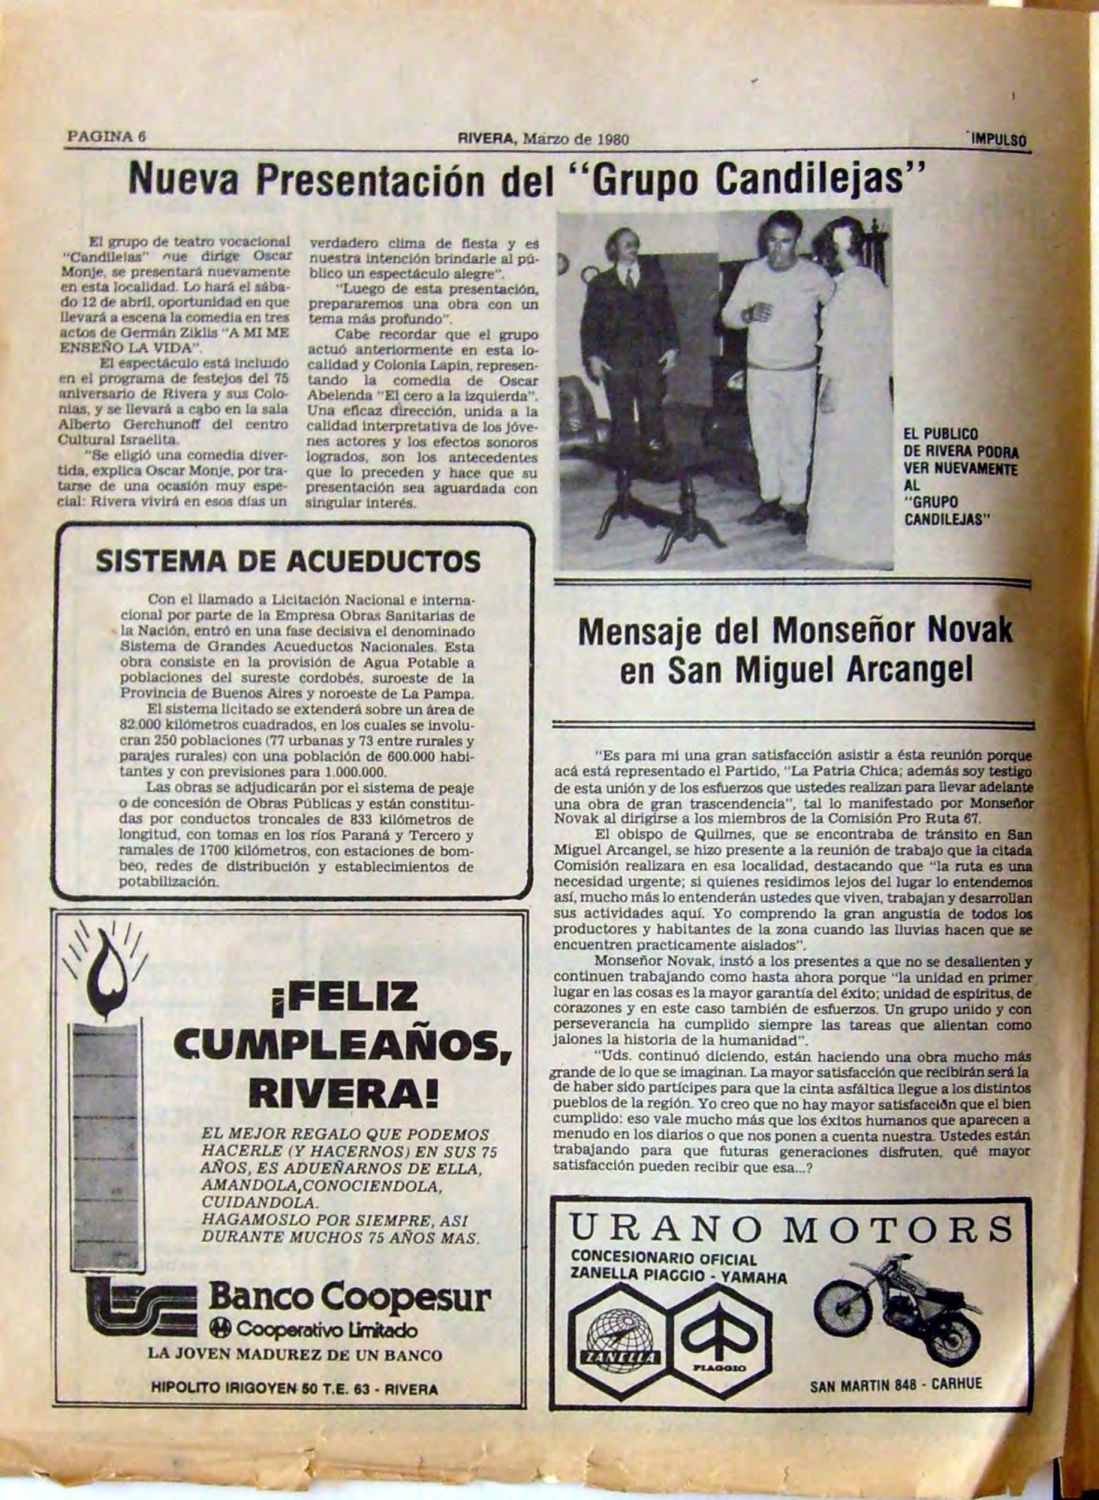 PAGINA 6
RIVERA, Marzo de 1980
IMPULSO
Nueva Presentación del "Grupo Candilejas"
El grupo de teatro vocacional
"Candilejas" que dirige Oscar
Monje, se presentará nuevamente
en esta localidad. Lo hará el sába-
do 12 de abril, oportunidad en que
llevará a escena la comedia en tres
actos de Germán Ziklis "A MI ME
ENSEÑO LA VIDA".
El espectáculo está incluido
en el programa de festejos del 75
aniversario de Rivera y sus Colo-
nias, y se llevará a cabo en la sala
Alberto Gerchunoff del centro
Cultural Israelita.
"Se eligió una comedia diver-
tida, explica Oscar Monje, por tra-
tarse de una ocasión muy espe-
cial: Rivera vivirá en esos días un
verdadero clima de fiesta y es
nuestra intención brindarle al pú-
blico un espectáculo alegre".
"Luego de esta presentación,
prepararemos una obra con un
tema más profundo".
Cabe recordar que el grupo
actuó anteriormente en esta lo-
calidad y Colonia Lapin, represen-
tando la comedia de Oscar
Abelenda "El cero a la izquierda".
Una eficaz dirección, unida a la
calidad interpretativa de los jóve-
nes actores y los efectos sonoros
logrados, son los antecedentes
que lo preceden y hace que su
presentación sea aguardada con
singular interés.
EL PUBLICO
DE RIVERA PODRA
VER NUEVAMENTE
AL
"GRUPO
CANDILEJAS"
SISTEMA DE ACUEDUCTOS
Con el llamado a Licitación Nacional e interna-
cional por parte de la Empresa Obras Sanitarias de
la Nación, entró en una fase decisiva el denominado
Sistema de Grandes Acueductos Nacionales. Esta
obra consiste en la provisión de Agua Potable a
poblaciones del sureste cordobés, suroeste de la
Provincia de Buenos Aires y noroeste de La Pampa.
El sistema licitado se extenderá sobre un área de
82.000 kilómetros cuadrados, en los cuales se involu-
cran 250 poblaciones (77 urbanas y 73 entre rurales y
parajes rurales) con una población de 600.000 habi-
tantes y con previsiones para 1.000.000.
Las obras se adjudicarán por el sistema de peaje
o de concesión de Obras Públicas y están constitui-
das por conductos troncales de 833 kilómetros de
longitud, con tomas en los ríos Paraná y Tercero y
ramales de 1700 kilómetros, con estaciones de bom-
beo, redes de distribución y establecimientos de
potabilización.
Mensaje del Monseñor Novak
en San Miguel Arcangel
"Es para mi una gran satisfacción asistir a ésta reunión porque
acá está representado el Partido, "La Patria Chica; además soy testigo
de esta unión y de los esfuerzos que ustedes realizan para llevar adelante
una obra de gran trascendencia", tal lo manifestado por Monseñor
Novak al dirigirse a los miembros de la Comisión Pro Ruta 67.
El obispo de Quilmes, que se encontraba de tránsito en San
Miguel Arcangel, se hizo presente a la reunión de trabajo que la citada
Comisión realizara en esa localidad, destacando que "la ruta es una
necesidad urgente; si quienes residimos lejos del lugar lo entendemos
así, mucho más lo entenderán ustedes que viven, trabajan y desarrollan
sus actividades aquí. Yo comprendo la gran angustia de todos los
productores y habitantes de la zona cuando las lluvias hacen que se
encuentren practicamente aislados".
Monseñor Novak, instó a los presentes a que no se desalienten y
continuen trabajando como hasta ahora porque "la unidad en primer
lugar en las cosas es la mayor garantía del éxito; unidad de espíritus, de
corazones y en este caso también de esfuerzos. Un grupo unido y con
perseverancia ha cumplido siempre las tareas que alientan como
jalones la historia de la humanidad".
"Uds. continuó diciendo, están haciendo una obra mucho más
grande de lo que se imaginan. La mayor satisfacción que recibirán será la
de haber sido partícipes para que la cinta asfáltica llegue a los distintos
pueblos de la región. Yo creo que no hay mayor satisfacción que el bien
cumplido: eso vale mucho más que los éxitos humanos que aparecen a
menudo en los diarios o que nos ponen a cuenta nuestra. Ustedes están
trabajando para que futuras generaciones disfruten, qué mayor
satisfacción pueden recibir que esa...?
¡FELIZ
CUMPLEAÑOS,
RIVERA!
EL MEJOR REGALO QUE PODEMOS
HACERLE (Y HACERNOS) EN SUS 75
AÑOS, ES ADUEÑARNOS DE ELLA,
AMANDOLA,CONOCIENDOLA,
CUIDANDOLA.
HAGAMOSLO POR SIEMPRE, ASI
DURANTE MUCHOS 75 AÑOS MAS.
Banco Coopesur
Cooperativo Limitado
LA JOVEN MADUREZ DE UN BANCO
HIPOLITO IRIGOYEN 50 T.E. 63 - RIVERA
URANO MOTORS
CONCESIONARIO OFICIAL
ZANELLA PIAGGIO - YAMAHA
ZANELLA
PIAGGIO
SAN MARTIN 848 - CARHUE